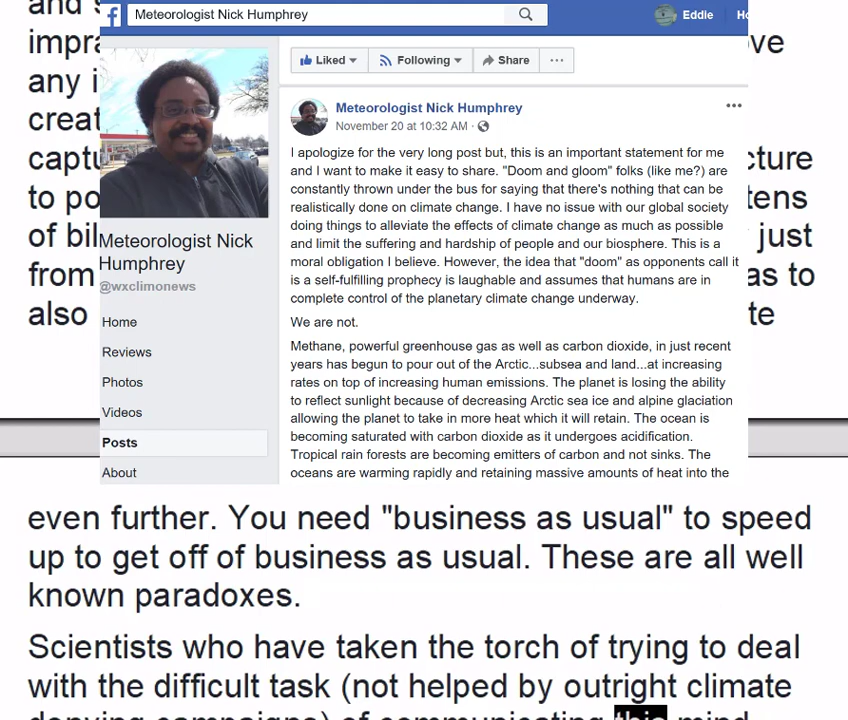 and s
impra ove
any i
creat
captu cture
to po tens
of bil just
from as to
also te
Meteorologist Nick Humphrey
Eddie Ho
Liked Following Share ...
Meteorologist Nick Humphrey
November 20 at 10:32 AM ·
I apologize for the very long post but, this is an important statement for me
and I want to make it easy to share. "Doom and gloom" folks (like me?) are
constantly thrown under the bus for saying that there's nothing that can be
realistically done on climate change. I have no issue with our global society
doing things to alleviate the effects of climate change as much as possible
and limit the suffering and hardship of people and our biosphere. This is a
moral obligation I believe. However, the idea that "doom" as opponents call it
is a self-fulfilling prophecy is laughable and assumes that humans are in
complete control of the planetary climate change underway.
We are not.
Methane, powerful greenhouse gas as well as carbon dioxide, in just recent
years has begun to pour out of the Arctic...subsea and land...at increasing
rates on top of increasing human emissions. The planet is losing the ability
to reflect sunlight because of decreasing Arctic sea ice and alpine glaciation
allowing the planet to take in more heat which it will retain. The ocean is
becoming saturated with carbon dioxide as it undergoes acidification.
Tropical rain forests are becoming emitters of carbon and not sinks. The
oceans are warming rapidly and retaining massive amounts of heat into the
Meteorologist Nick
Humphrey
@wxclimonews
Home
Reviews
Photos
Videos
Posts
About
even further. You need "business as usual" to speed
up to get off of business as usual. These are all well
known paradoxes.
Scientists who have taken the torch of trying to deal
with the difficult task (not helped by outright climate
denying campaigns) of communicating this mind